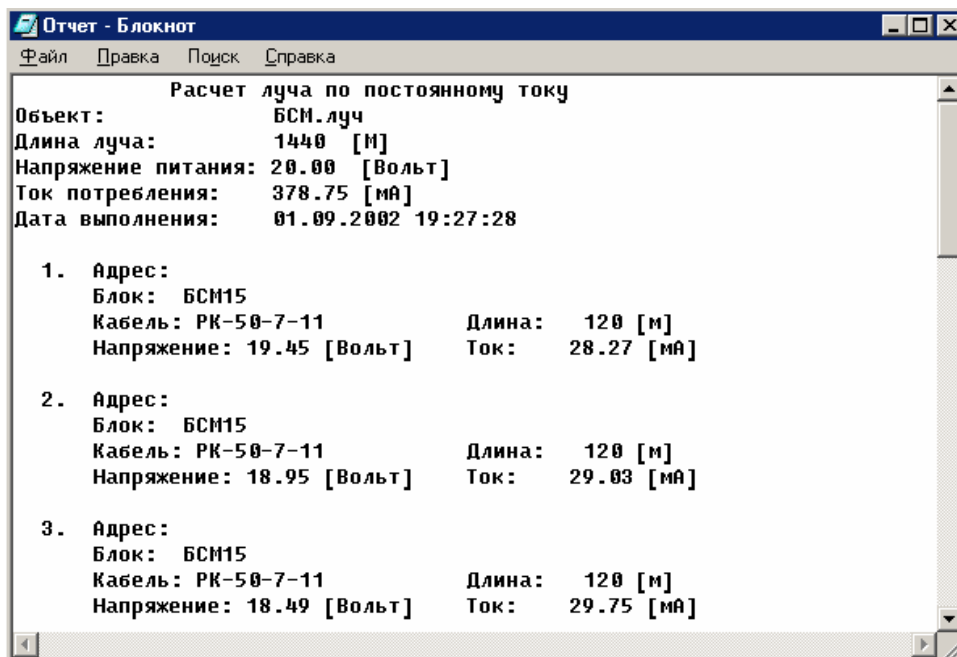 Отчет - Блокнот
Файл Правка Поиск Справка
Расчет луча по постоянному току
Объект: БСМ.луч
Длина луча: 1440 [М]
Напряжение питания: 20.00 [Вольт]
Ток потребления: 378.75 [мА]
Дата выполнения: 01.09.2002 19:27:28
1. Адрес:
Блок: БСМ15
Кабель: РК-50-7-11 Длина: 120 [м]
Напряжение: 19.45 [Вольт] Ток: 28.27 [мА]
2. Адрес:
Блок: БСМ15
Кабель: РК-50-7-11 Длина: 120 [м]
Напряжение: 18.95 [Вольт] Ток: 29.03 [мА]
3. Адрес:
Блок: БСМ15
Кабель: РК-50-7-11 Длина: 120 [м]
Напряжение: 18.49 [Вольт] Ток: 29.75 [мА]